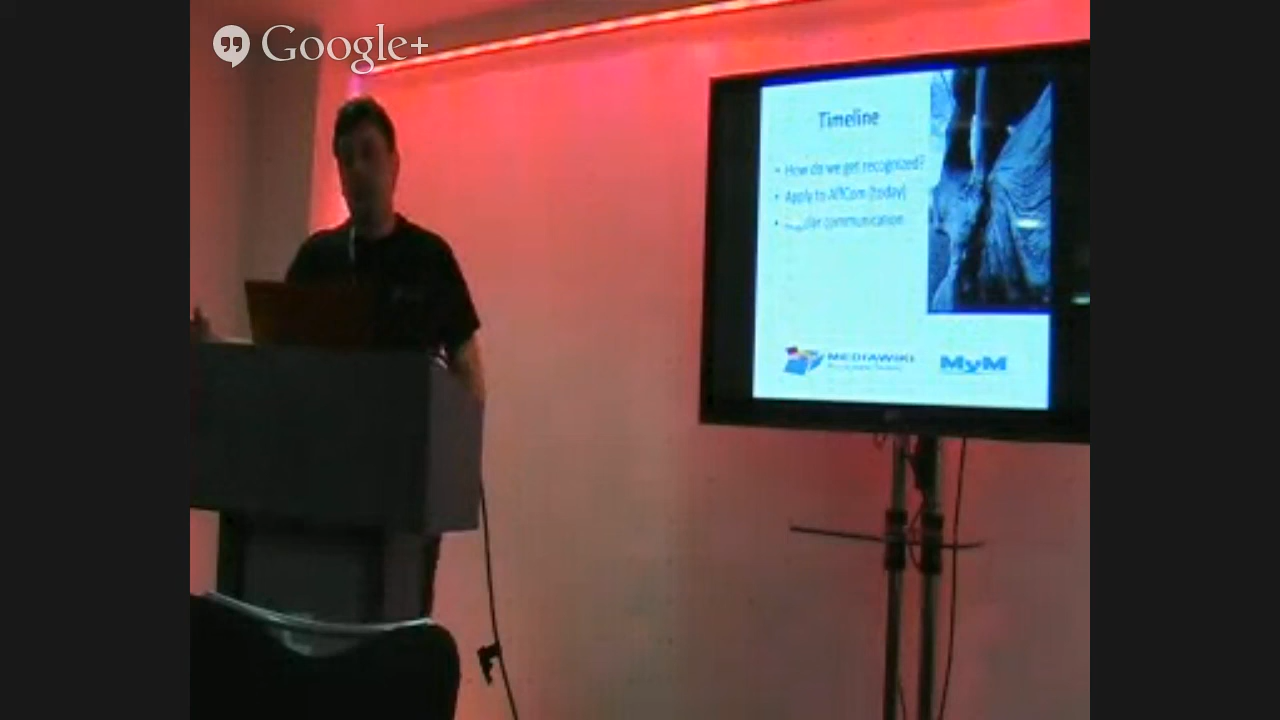 Google+
Timeline
• How do we get recognized?
• Apply to AffCom (today)
• communication
MEDIAWIKI
MyM